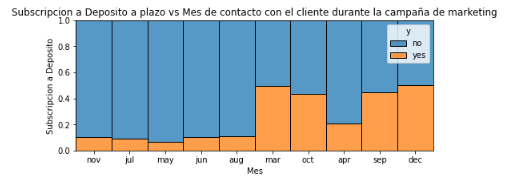 Subscripcion a Deposito a plazo vs Mes de contacto con el cliente durante la campaña de marketing
y
no
yes
Subscripcion a Deposito
1.0
0.8
0.6
0.4
0.2
0.0
nov jul may jun aug mar oct apr sep dec
Mes